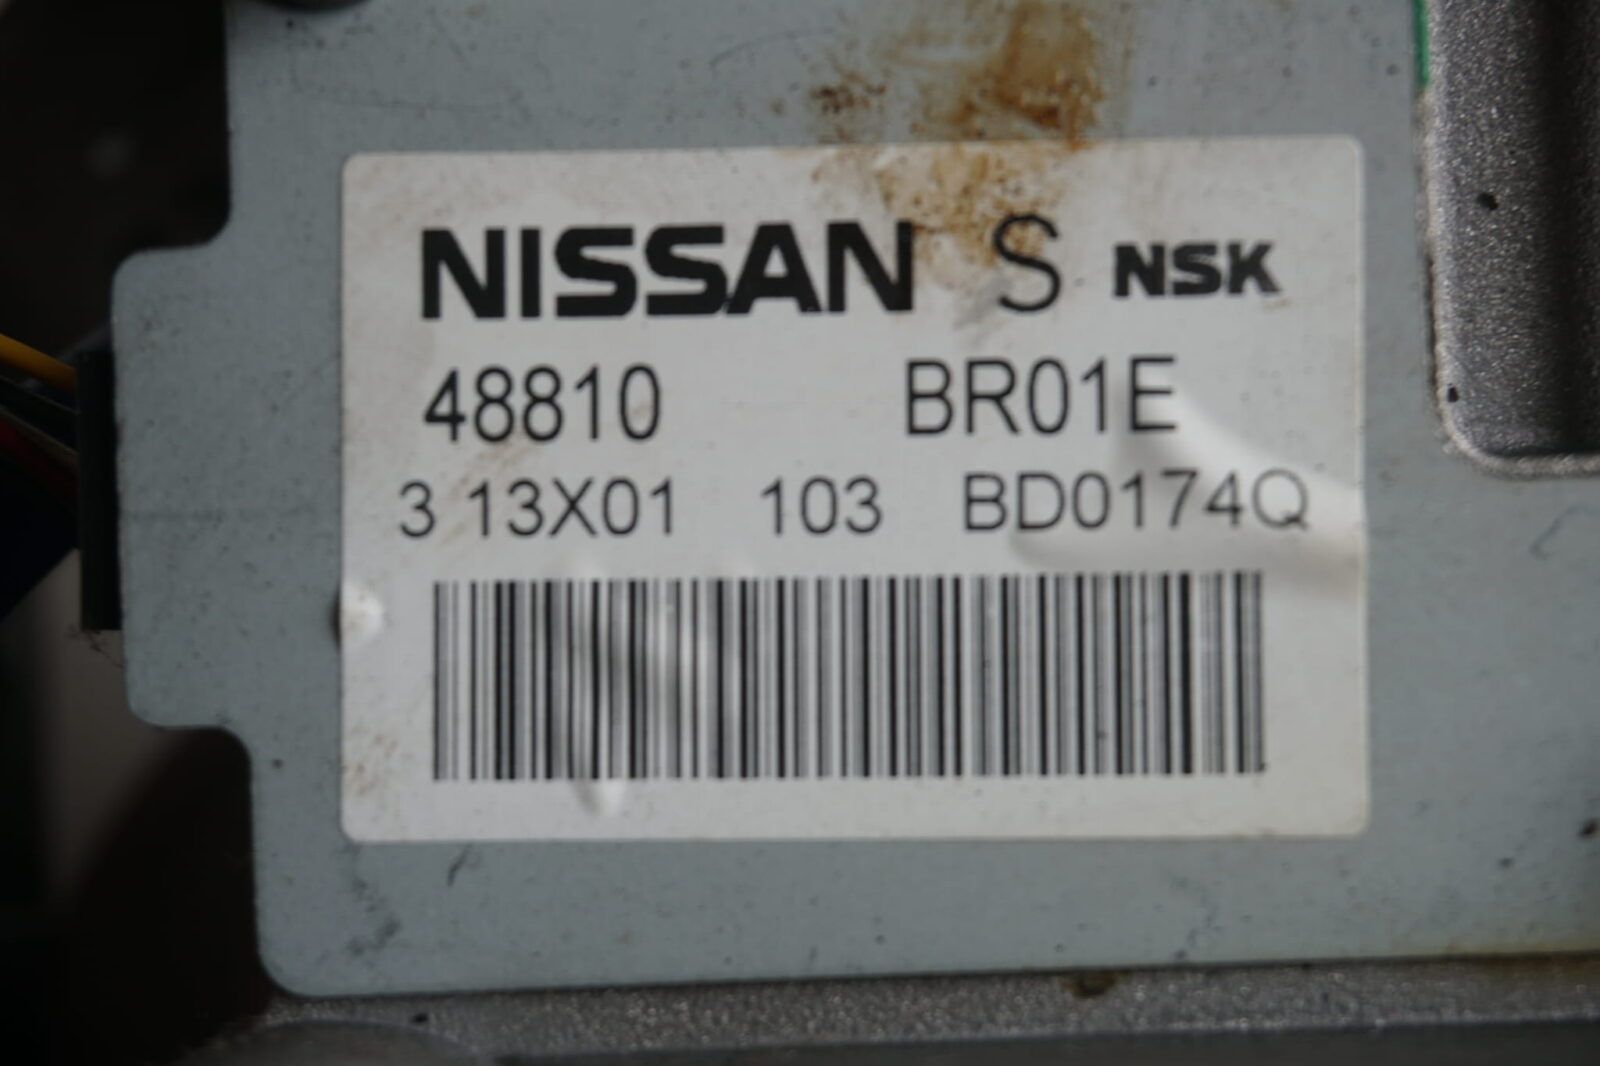 NISSAN S NSK
48810 BR01E
3 13X01 103 BD0174Q